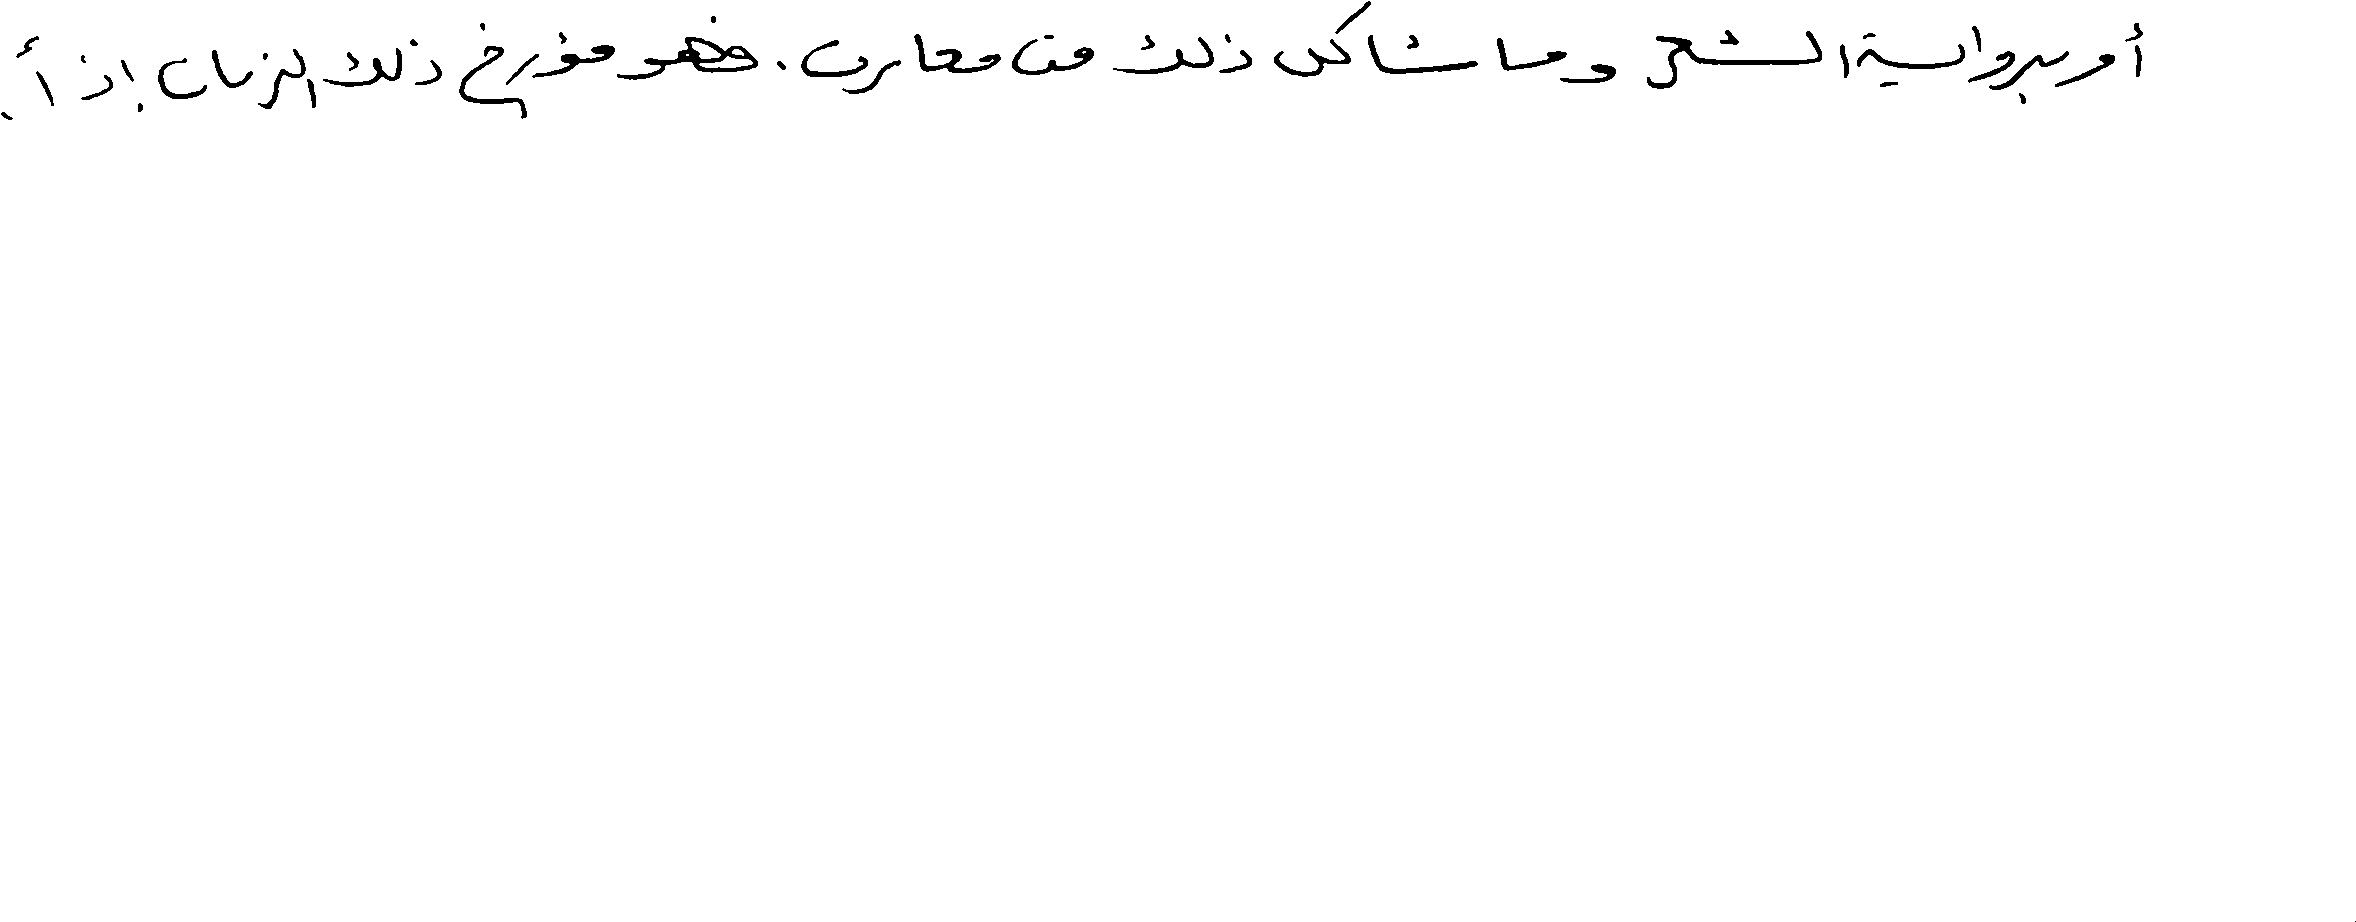 أو برواية الشعر وما شاكل ذلك من معارف. فهو مؤرخ ذلك الزمان إذ أ.